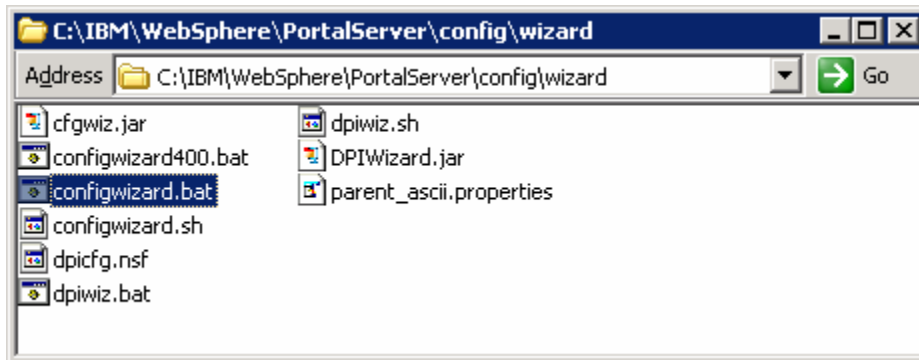 C:\IBM\WebSphere\PortalServer\config\wizard
Address C:\IBM\WebSphere\PortalServer\config\wizard Go
cfgwiz.jar
configwizard400.bat
configwizard.bat
configwizard.sh
dpicfg.nsf
dpiwiz.bat
dpiwiz.sh
DPIWizard.jar
parent_ascii.properties